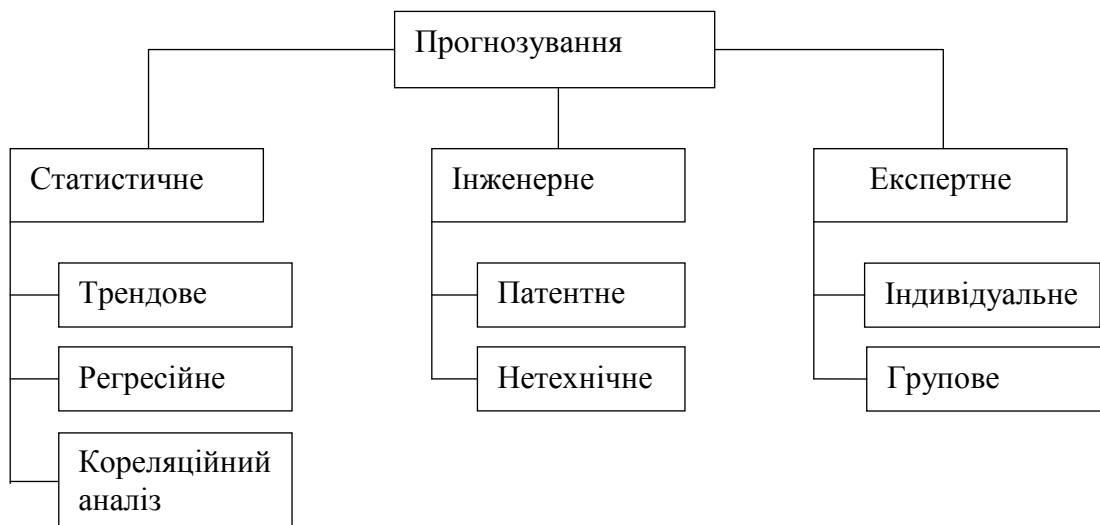 Прогнозування
Статистичне
Інженерне
Експертне
Трендове
Патентне
Індивідуальне
Регресійне
Нетехнічне
Групове
Кореляційний
аналіз